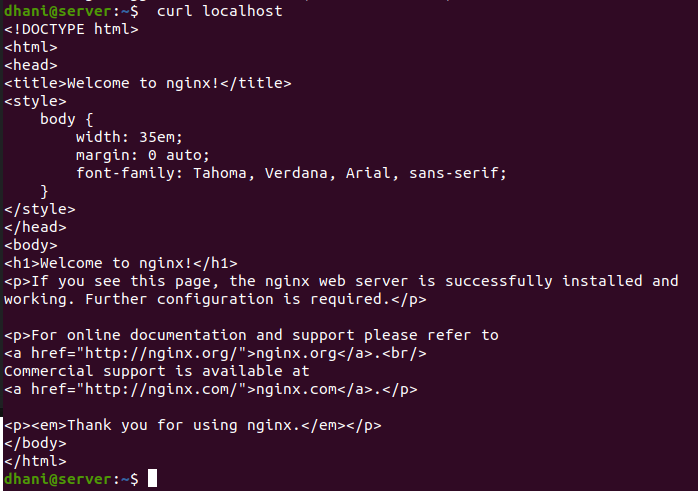 dhani@server:~$  curl localhost
<!DOCTYPE html>
<html>
<head>
<title>Welcome to nginx!</title>
<style>
    body {
        width: 35em;
        margin: 0 auto;
        font-family: Tahoma, Verdana, Arial, sans-serif;
    }
</style>
</head>
<body>
<h1>Welcome to nginx!</h1>
<p>If you see this page, the nginx web server is successfully installed and
working. Further configuration is required.</p>

<p>For online documentation and support please refer to
<a href="http://nginx.org/">nginx.org</a>.<br/>
Commercial support is available at
<a href="http://nginx.com/">nginx.com</a>.</p>

<p><em>Thank you for using nginx.</em></p>
</body>
</html>
dhani@server:~$